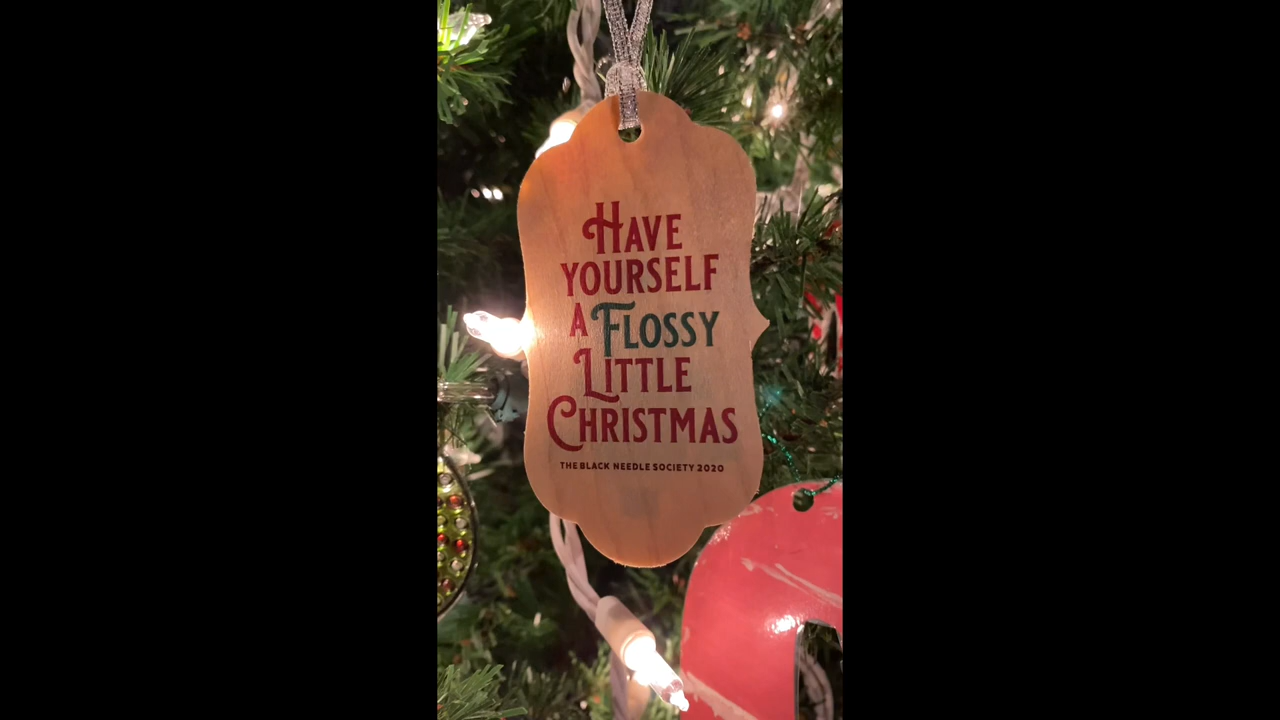 HAVE
YOURSELF
A FLOSSY
LITTLE
CHRISTMAS
THE BLACK NEEDLE SOCIETY 2020